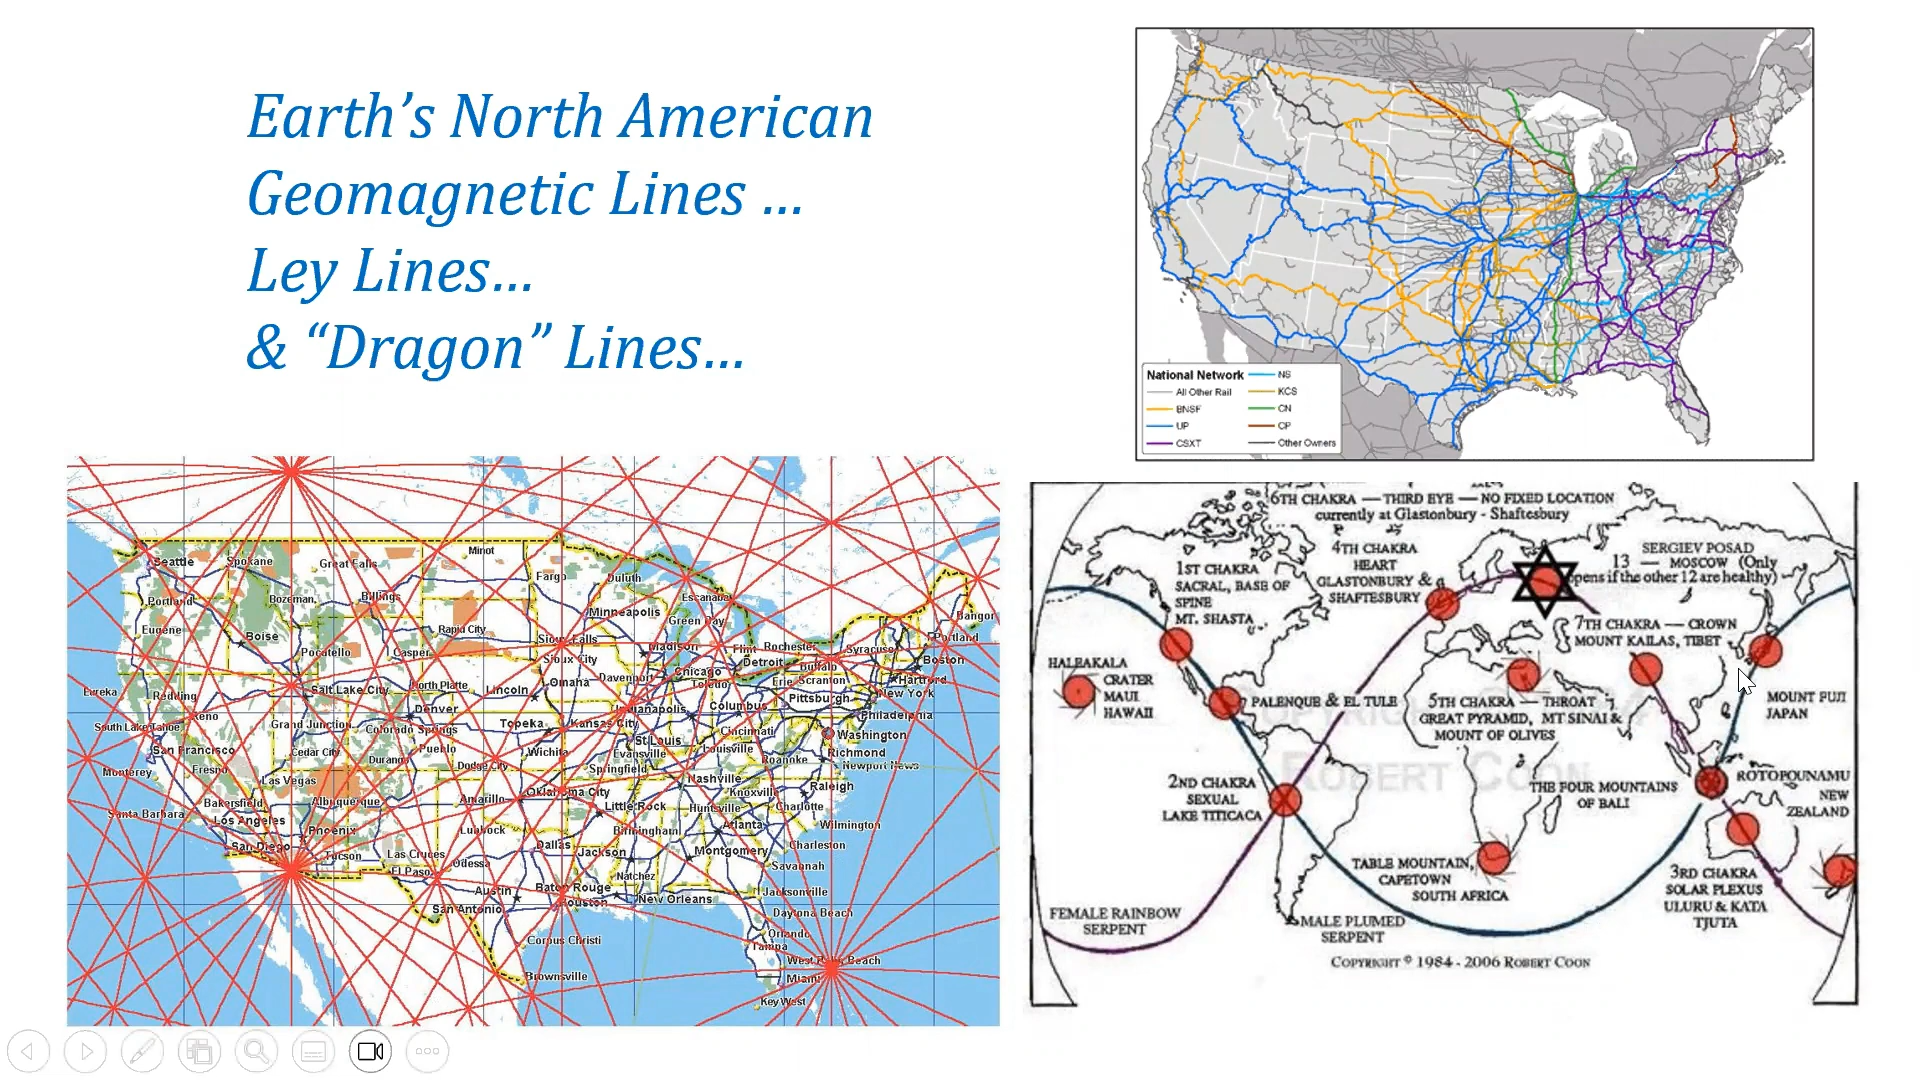 Earth’s North American
Geomagnetic Lines …
Ley Lines…
& “Dragon” Lines…
National Network
All Other Rail
BNSF
UP
CSXT
NS
KCS
CN
CP
Other Owners
Minot
Seattle
Spokane
Great Falls
Fargo
Duluth
Portland
Bozeman
Billings
Minneapolis
Escanaba
Green Bay
Bangor
Eugene
Boise
Rapid City
Sioux Falls
Portland
Pocatello
Casper
Sioux City
Madison
Flint
Rochester
Syracuse
Boston
Detroit
Buffalo
Eureka
Redding
Salt Lake City
North Platte
Lincoln
Omaha
Davenport
Chicago
Toledo
Erie
Scranton
Hartford
New York
Pittsburgh
Reno
South Lake Tahoe
Grand Junction
Denver
Colorado Springs
Topeka
Kansas City
Indianapolis
Columbus
Philadelphia
Washington
San Francisco
Cedar City
Pueblo
Wichita
St Louis
Evansville
Louisville
Cincinnati
Richmond
Monterey
Fresno
Las Vegas
Durango
Dodge City
Springfield
Roanoke
Newport News
Nashville
Knoxville
Raleigh
Santa Barbara
Bakersfield
Los Angeles
Albuquerque
Amarillo
Oklahoma City
Little Rock
Huntsville
Charlotte
Phoenix
Lubbock
Birmingham
Atlanta
Wilmington
San Diego
Tucson
Las Cruces
El Paso
Odessa
Dallas
Jackson
Montgomery
Charleston
Savannah
Austin
Baton Rouge
Natchez
San Antonio
Houston
New Orleans
Jacksonville
Daytona Beach
Corpus Christi
Orlando
Tampa
West Palm Beach
Brownsville
Miami
Key West
6TH CHAKRA — THIRD EYE — NO FIXED LOCATION
currently at Glastonbury - Shaftesbury
4TH CHAKRA
HEART
GLASTONBURY &
SHAFTESBURY
1ST CHAKRA
SACRAL, BASE OF
SPINE
MT. SHASTA
SERGIEV POSAD
13 — MOSCOW (Only
opens if the other 12 are healthy)
7TH CHAKRA — CROWN
MOUNT KAILAS, TIBET
HALEAKALA
CRATER
MAUI
HAWAII
PALENQUE & EL TULE
5TH CHAKRA — THROAT
GREAT PYRAMID, MT SINAI &
MOUNT OF OLIVES
MOUNT FUJI
JAPAN
ROBERT COON
2ND CHAKRA
SEXUAL
LAKE TITICACA
THE FOUR MOUNTAINS
OF BALI
ROTOPOUNAMU
NEW
ZEALAND
TABLE MOUNTAIN,
CAPETOWN
SOUTH AFRICA
3RD CHAKRA
SOLAR PLEXUS
ULURU & KATA
TJUTA
FEMALE RAINBOW
SERPENT
MALE PLUMED
SERPENT
COPYRIGHT © 1984 - 2006 ROBERT COON